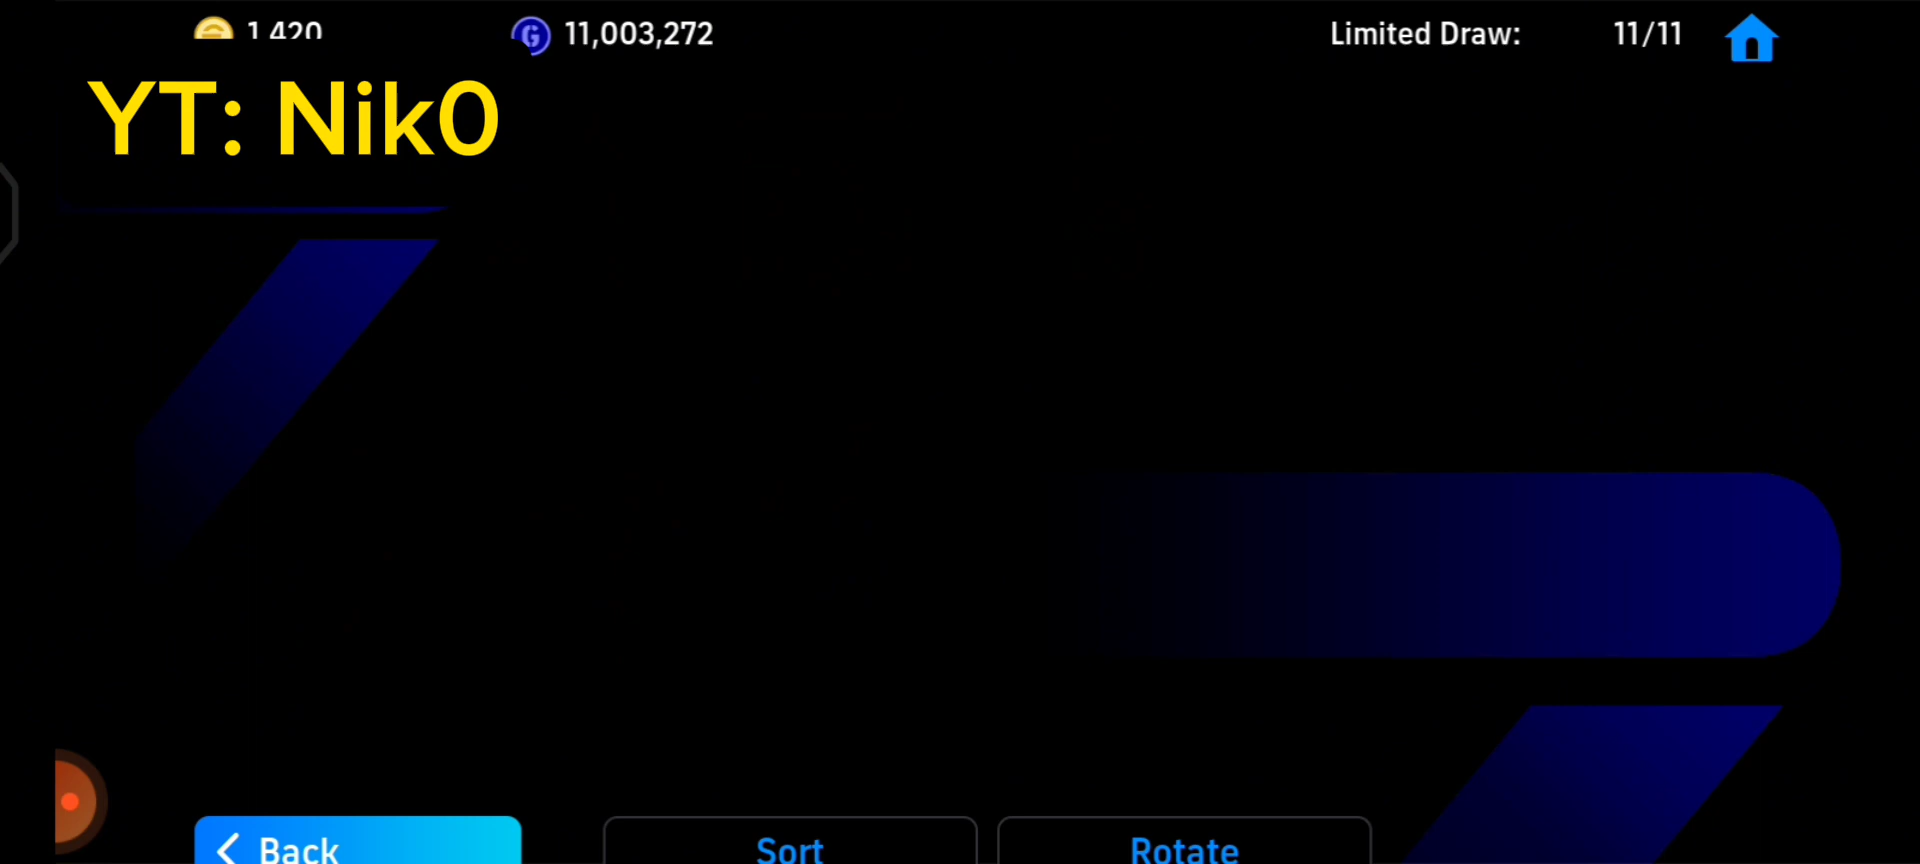 1,420 11,003,272 Limited Draw: 11/11
YT: Nik0
Back Sort Rotate